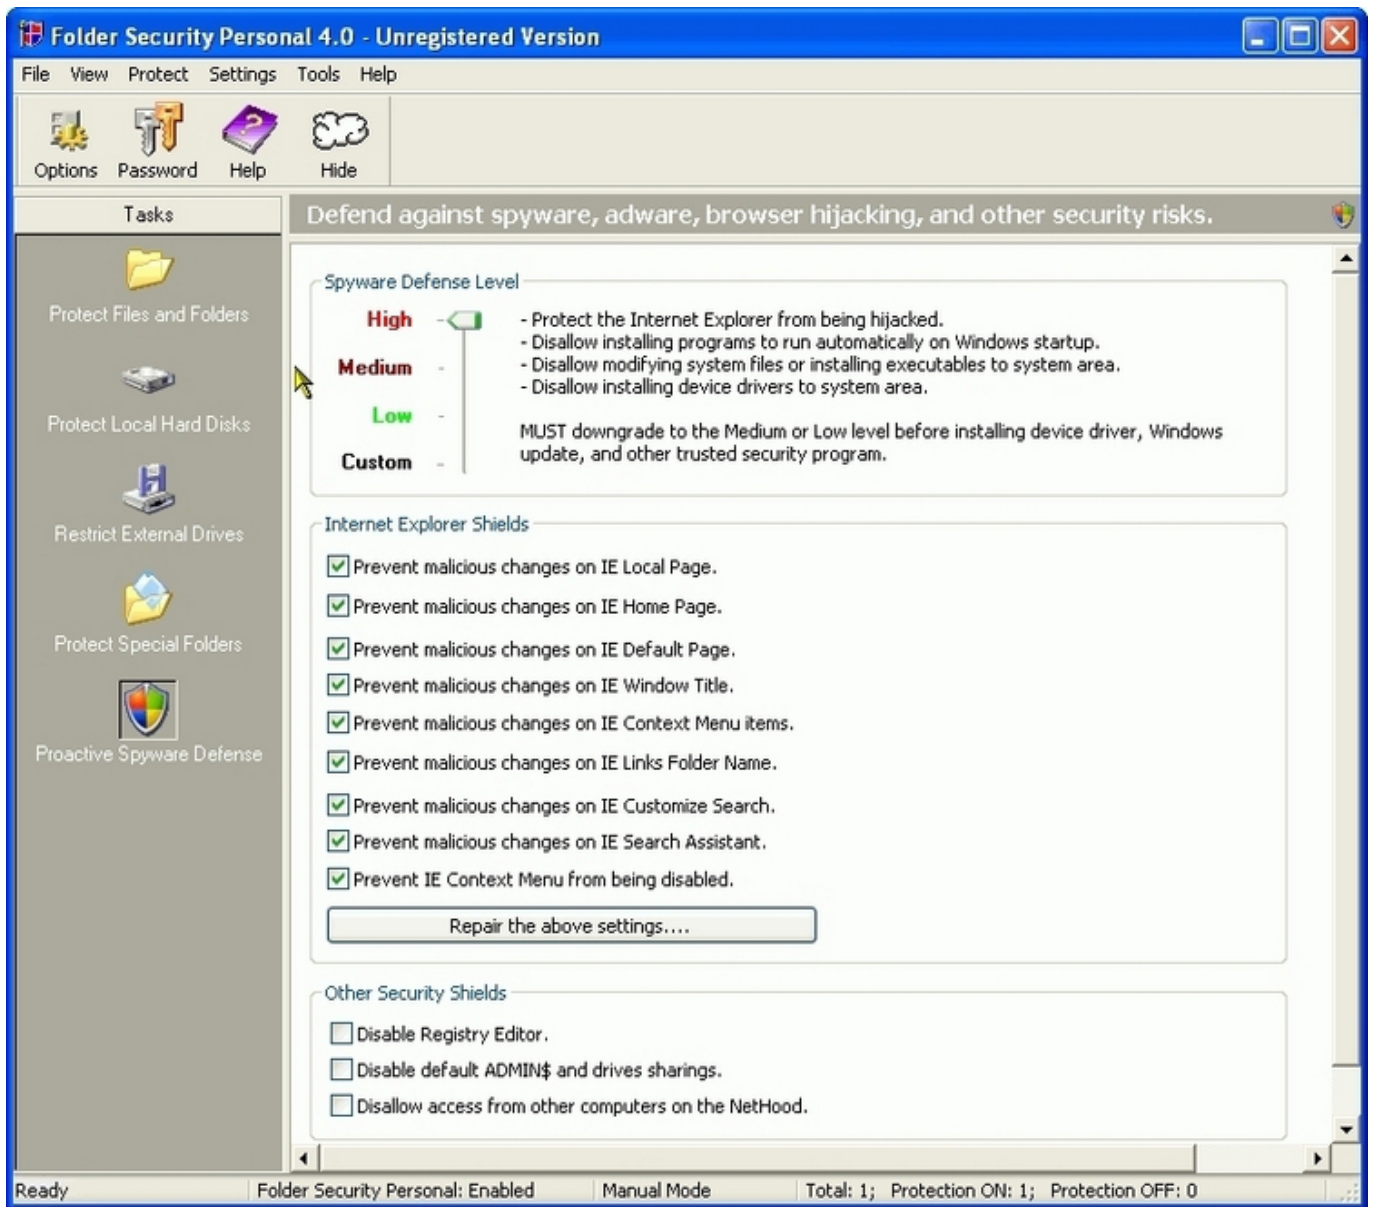 Folder Security Personal 4.0 - Unregistered Version
File View Protect Settings Tools Help
Options Password Help Hide
Tasks
Protect Files and Folders
Protect Local Hard Disks
Restrict External Drives
Protect Special Folders
Proactive Spyware Defense
Defend against spyware, adware, browser hijacking, and other security risks.
Spyware Defense Level
High
Medium
Low
Custom
- Protect the Internet Explorer from being hijacked.
- Disallow installing programs to run automatically on Windows startup.
- Disallow modifying system files or installing executables to system area.
- Disallow installing device drivers to system area.
MUST downgrade to the Medium or Low level before installing device driver, Windows
update, and other trusted security program.
Internet Explorer Shields
Prevent malicious changes on IE Local Page.
Prevent malicious changes on IE Home Page.
Prevent malicious changes on IE Default Page.
Prevent malicious changes on IE Window Title.
Prevent malicious changes on IE Context Menu items.
Prevent malicious changes on IE Links Folder Name.
Prevent malicious changes on IE Customize Search.
Prevent malicious changes on IE Search Assistant.
Prevent IE Context Menu from being disabled.
Repair the above settings....
Other Security Shields
Disable Registry Editor.
Disable default ADMIN$ and drives sharings.
Disallow access from other computers on the NetHood.
Ready Folder Security Personal: Enabled Manual Mode Total: 1; Protection ON: 1; Protection OFF: 0